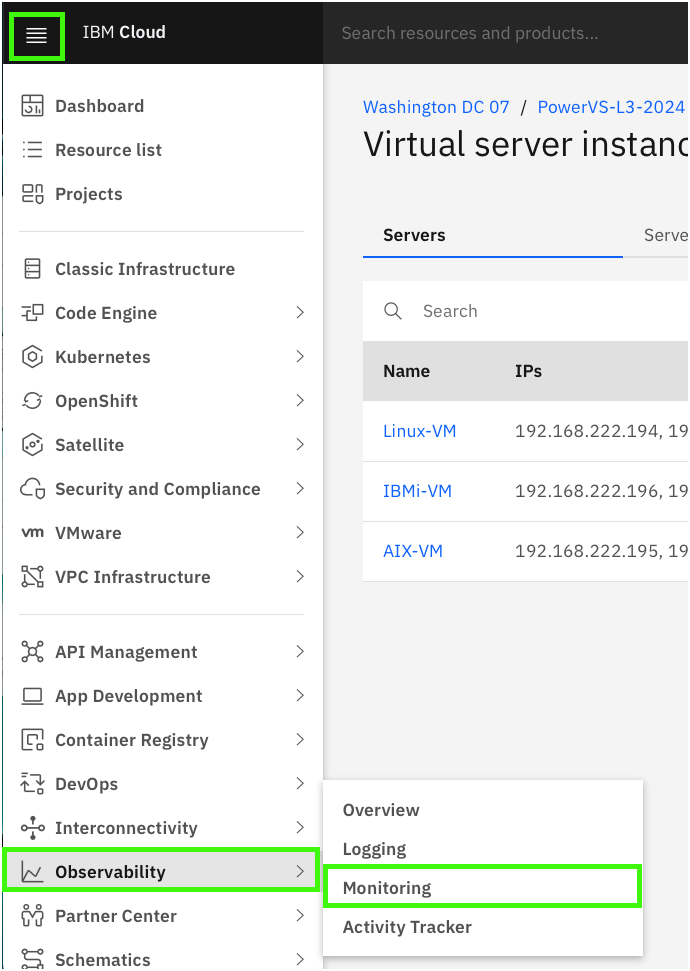 IBM Cloud
Search resources and products...
Dashboard
Resource list
Projects
Classic Infrastructure
Code Engine
Kubernetes
OpenShift
Satellite
Security and Compliance
vm VMware
VPC Infrastructure
API Management
App Development
Container Registry
DevOps
Interconnectivity
Observability
Partner Center
Schematics
Washington DC 07 / PowerVS-L3-2024
Virtual server instanc
Servers
Serve
Search
Name IPs
Linux-VM 192.168.222.194, 19
IBMi-VM 192.168.222.196, 19
AIX-VM 192.168.222.195, 19
Overview
Logging
Monitoring
Activity Tracker